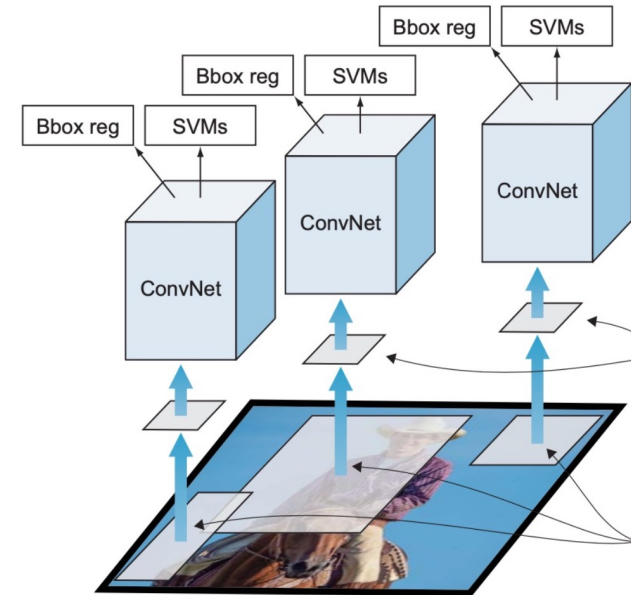 Bbox reg
SVMs
Bbox reg
SVMs
Bbox reg
SVMs
ConvNet
ConvNet
ConvNet